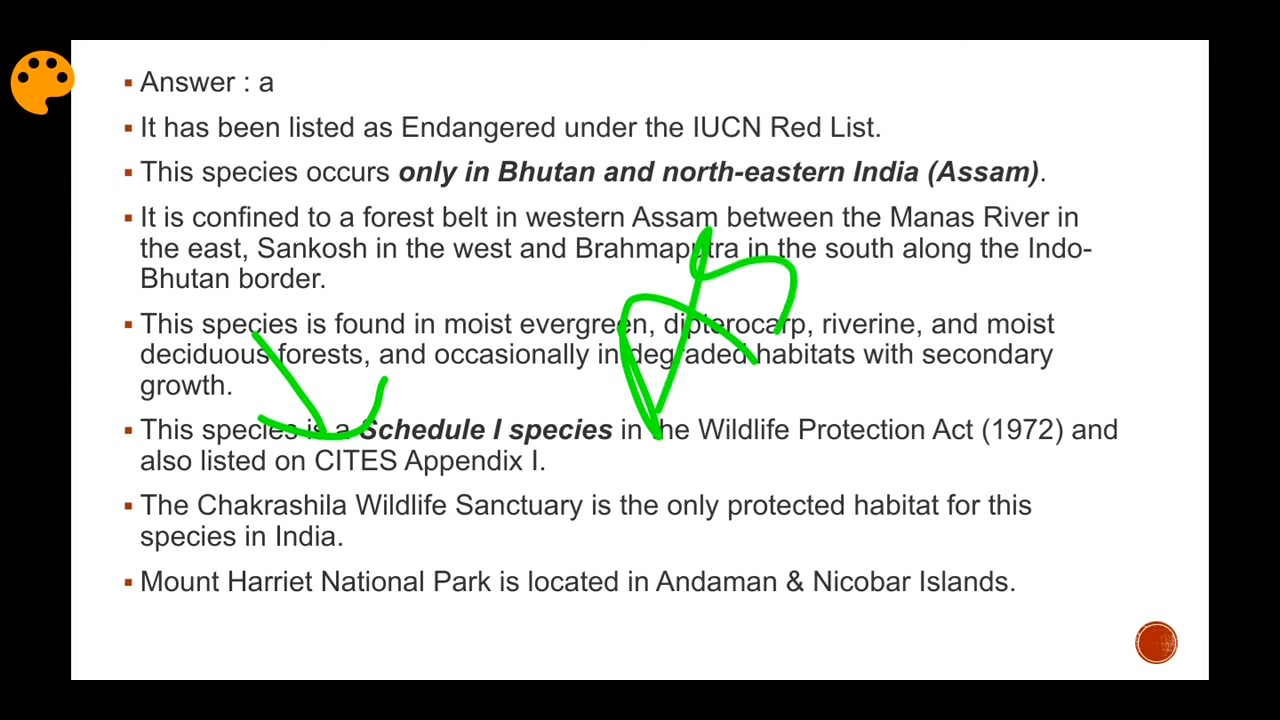 ▪ Answer : a
▪ It has been listed as Endangered under the IUCN Red List.
▪ This species occurs only in Bhutan and north-eastern India (Assam).
▪ It is confined to a forest belt in western Assam between the Manas River in
the east, Sankosh in the west and Brahmaputra in the south along the Indo-
Bhutan border.
▪ This species is found in moist evergreen, dipterocarp, riverine, and moist
deciduous forests, and occasionally in degraded habitats with secondary
growth.
▪ This species is a Schedule I species in the Wildlife Protection Act (1972) and
also listed on CITES Appendix I.
▪ The Chakrashila Wildlife Sanctuary is the only protected habitat for this
species in India.
▪ Mount Harriet National Park is located in Andaman & Nicobar Islands.